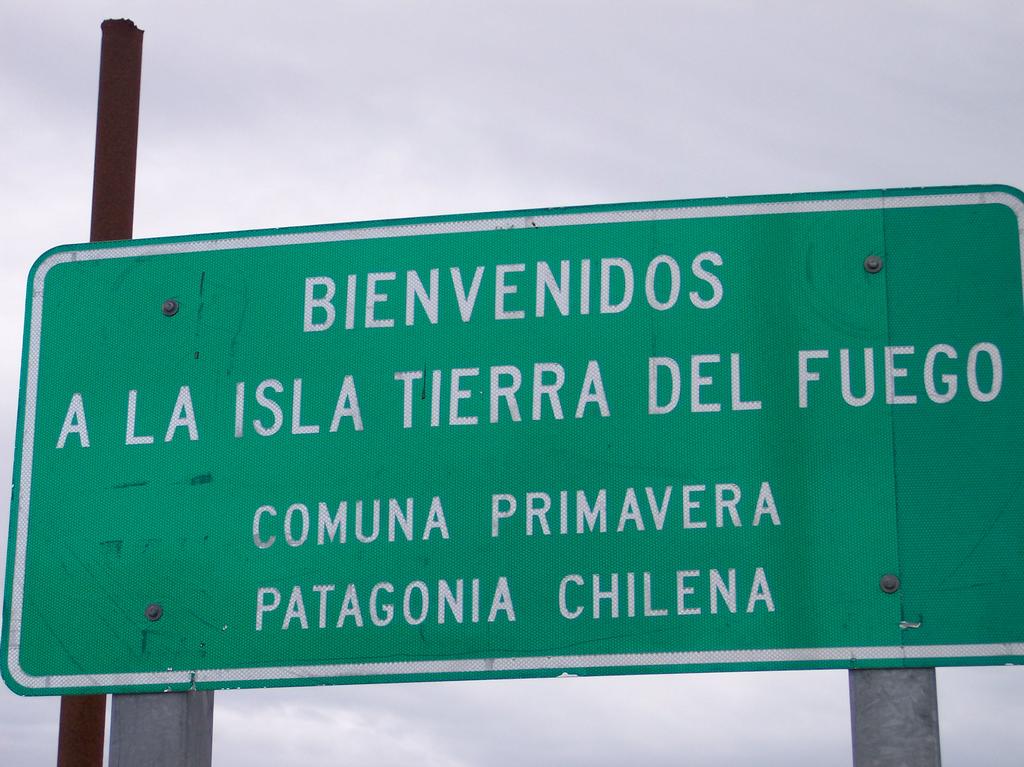 BIENVENIDOS
A LA ISLA TIERRA DEL FUEGO
COMUNA PRIMAVERA
PATAGONIA CHILENA